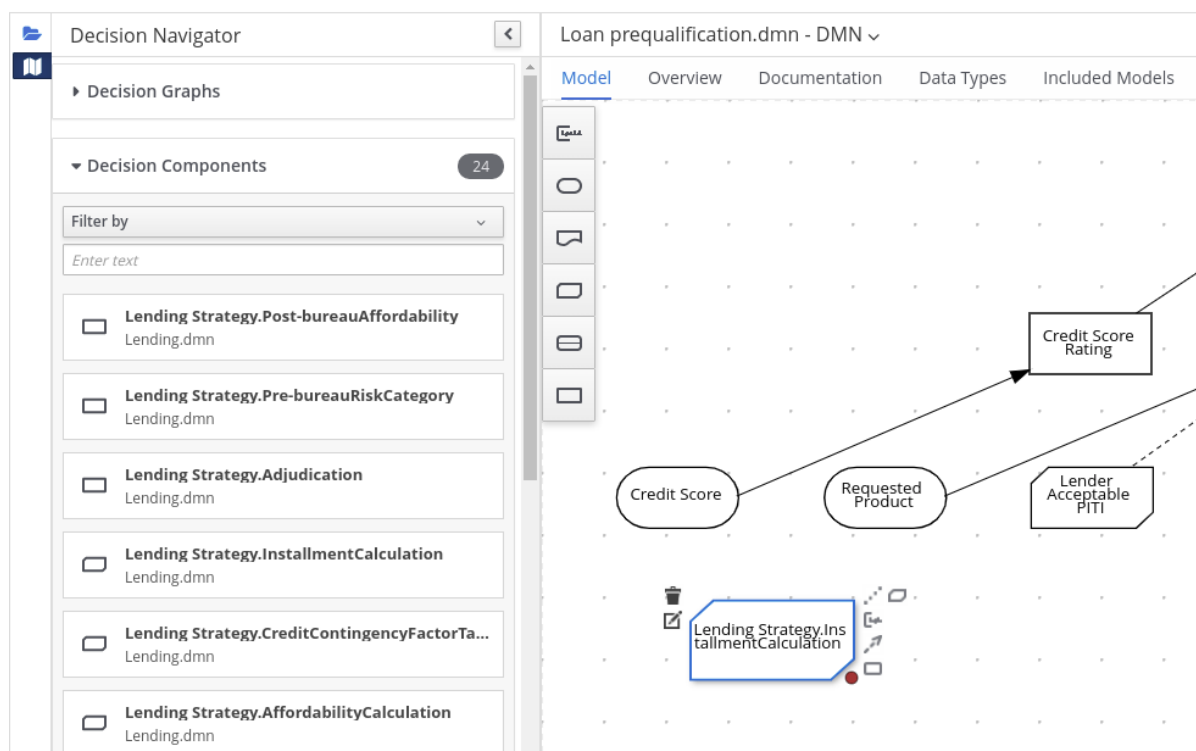 Decision Navigator
Loan prequalification.dmn - DMN
Model Overview Documentation Data Types Included Models
Decision Graphs
Decision Components 24
Filter by
Enter text
Lending Strategy.Post-bureauAffordability
Lending.dmn
Lending Strategy.Pre-bureauRiskCategory
Lending.dmn
Lending Strategy.Adjudication
Lending.dmn
Lending Strategy.InstallmentCalculation
Lending.dmn
Lending Strategy.CreditContingencyFactorTa...
Lending.dmn
Lending Strategy.AffordabilityCalculation
Lending.dmn
Credit Score
Rating
Credit Score
Requested
Product
Lender
Acceptable
PITI
Lending Strategy.Ins
tallmentCalculation